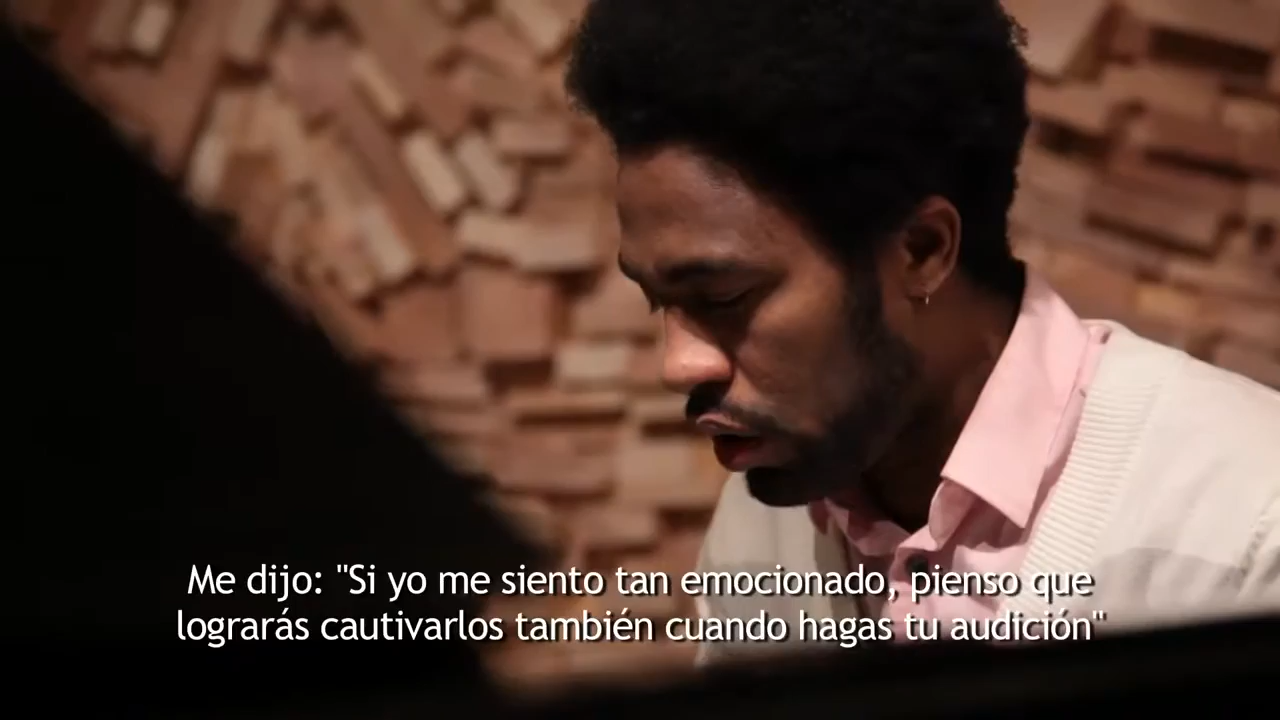 Me dijo: "Si yo me siento tan emocionado, pienso que
lograrás cautivarlos también cuando hagas tu audición"